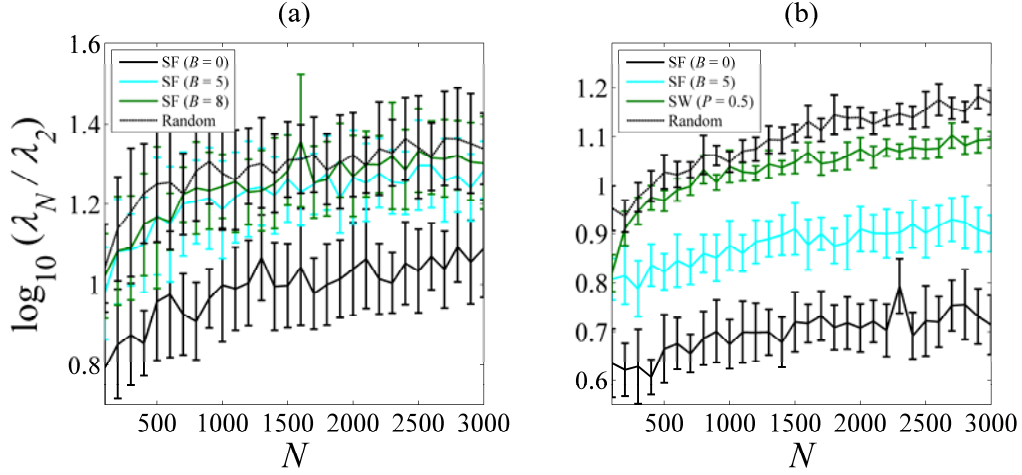 (a)
(b)
log10 (λN / λ2)
1.6
1.4
1.2
1
0.8
SF (B = 0)
SF (B = 5)
SF (B = 8)
Random
500 1000 1500 2000 2500 3000
N
1.2
1.1
1
0.9
0.8
0.7
0.6
SF (B = 0)
SF (B = 5)
SW (P = 0.5)
Random
500 1000 1500 2000 2500 3000
N